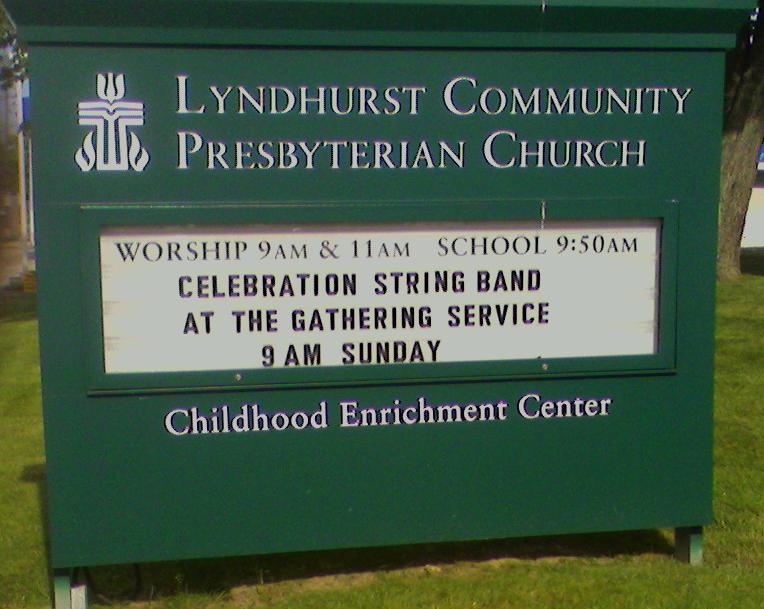 LYNDHURST COMMUNITY
PRESBYTERIAN CHURCH
WORSHIP 9AM & 11AM SCHOOL 9:50AM
CELEBRATION STRING BAND
AT THE GATHERING SERVICE
9 AM SUNDAY
Childhood Enrichment Center